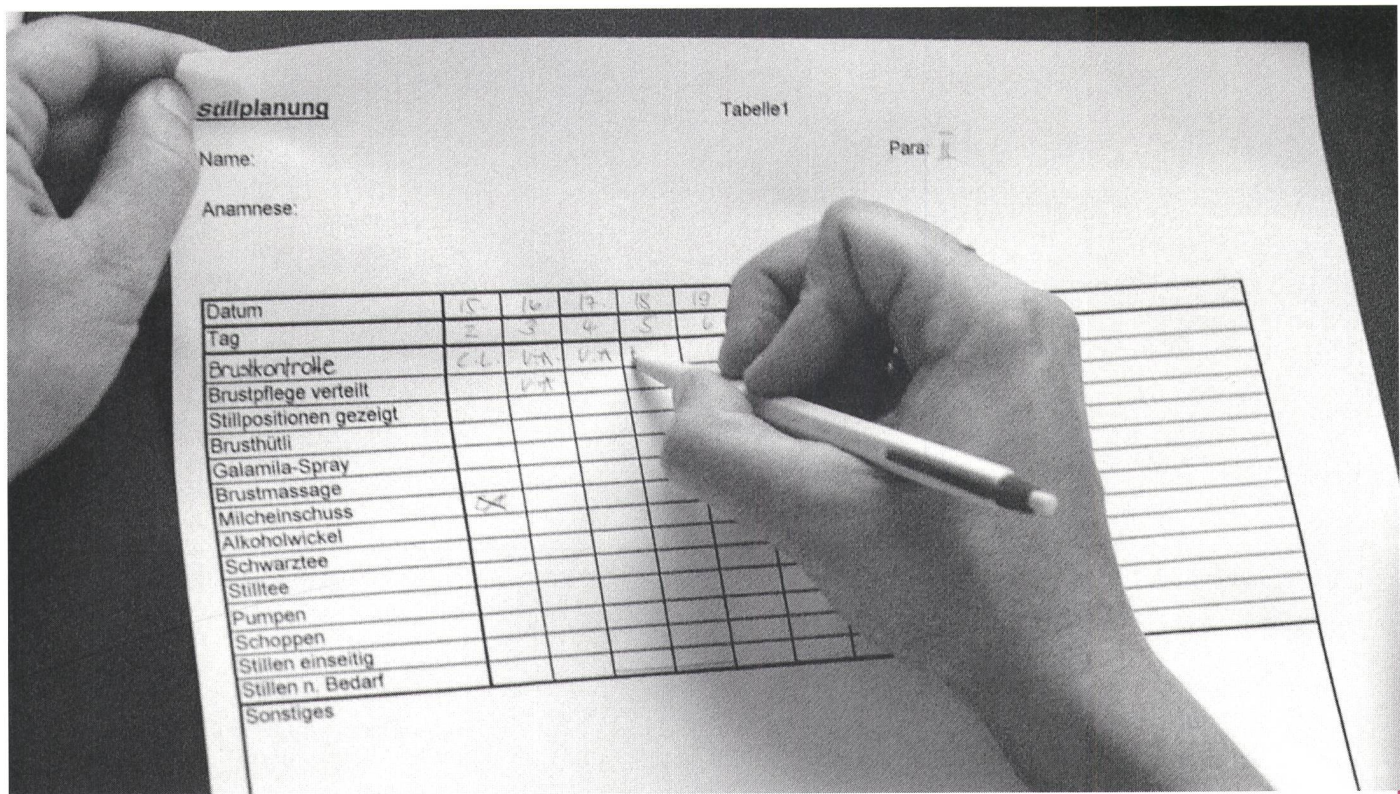 Stillplanung Tabelle1
Name: Para: II
Anamnese:
Datum 15. 16. 17. 18 19
Tag 2 3 4 5 6
Brustkontrolle C.L. V.A. V.A
Brustpflege verteilt V.A
Stillpositionen gezeigt
Brusthütli
Galamila-Spray
Brustmassage
Milcheinschuss X
Alkoholwickel
Schwarztee
Stilltee
Pumpen
Schoppen
Stillen einseitig
Stillen n. Bedarf
Sonstiges